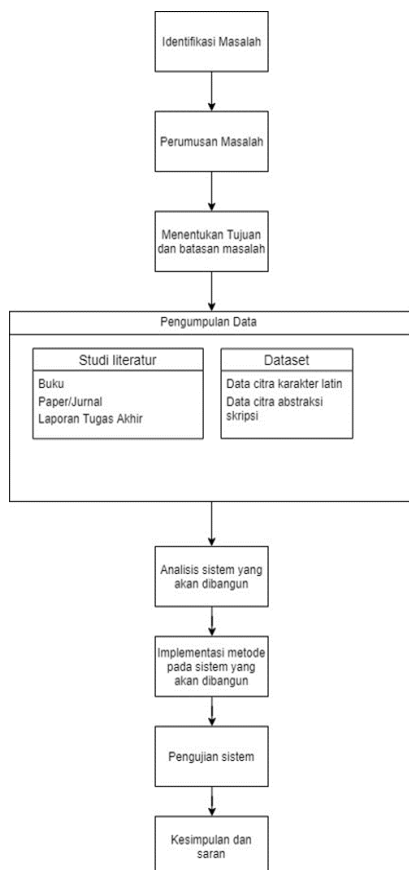 Identifikasi Masalah
Perumusan Masalah
Menentukan Tujuan
dan batasan masalah
Pengumpulan Data
Studi literatur
Buku
Paper/Jurnal
Laporan Tugas Akhir
Dataset
Data citra karakter latin
Data citra abstraksi
skripsi
Analisis sistem yang
akan dibangun
Implementasi metode
pada sistem yang
akan dibangun
Pengujian sistem
Kesimpulan dan
saran